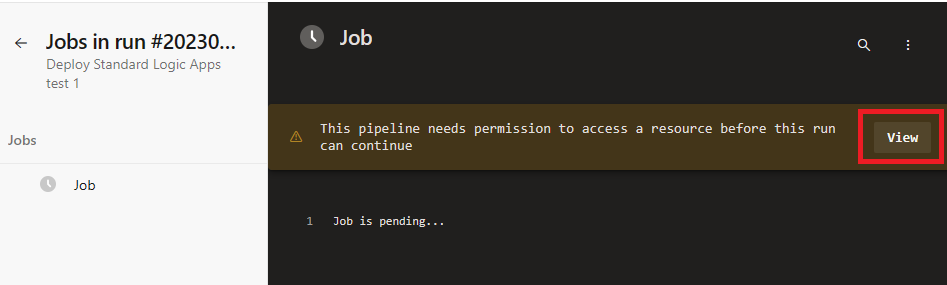 Jobs in run #20230...
Deploy Standard Logic Apps
test 1
Jobs
Job
Job
This pipeline needs permission to access a resource before this run
can continue
View
1 Job is pending...